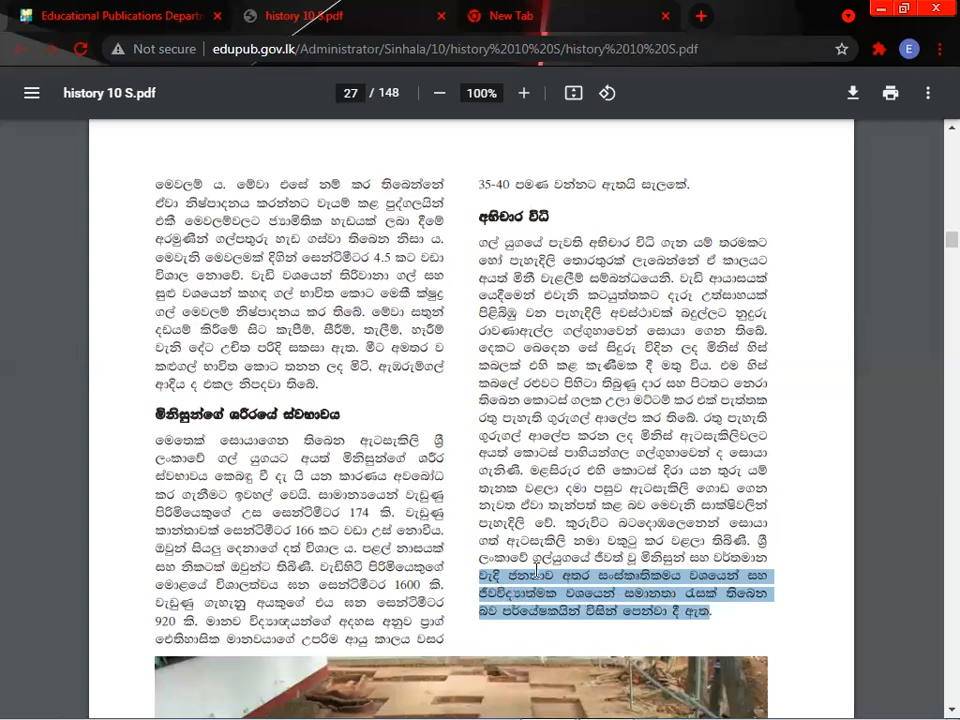 Educational Publications Depart
history 10 S.pdf
New Tab
Not secure
edupub.gov.lk/Administrator/Sinhala/10/history%2010%20S/history%2010%20S.pdf
E
history 10 S.pdf
27 / 148
100%
මෙවලම් ය. මේවා එසේ නම් කර තිබෙන්නේ
ඒවා නිෂ්පාදනය කරන්නට වෑයම් කළ පුද්ගලයින්
එකී මෙවලම්වලට ජ්‍යාමිතික හැඩයක් ලබා දීමේ
අරමුණින් ගල්පතුරු හැඩ ගස්වා තිබෙන නිසා ය.
මෙවැනි මෙවලමක් දිගින් සෙන්ටිමීටර 4.5 කට වඩා
විශාල නොවේ. වැඩි වශයෙන් තිරිවානා ගල් සහ
සුළු වශයෙන් කහඳ ගල් භාවිත කොට මෙකී ක්ෂුද්‍ර
ගල් මෙවලම් නිෂ්පාදනය කර තිබේ. මේවා සතුන්
දඩයම් කිරීමේ සිට කැපීම්, සීරීම්, තැලීම්, හෑරීම්
වැනි දේට උචිත පරිදි සකසා ඇත. මීට අමතර ව
කළුගල් භාවිත කොට තනන ලද මිටි, ඇඹරුම්ගල්
ආදිය ද එකල නිපදවා තිබේ.
මිනිසුන්ගේ ශරීරයේ ස්වභාවය
මෙතෙක් සොයාගෙන තිබෙන ඇටසැකිලි ශ්‍රී
ලංකාවේ ගල් යුගයට අයත් මිනිසුන්ගේ ශරීර
ස්වභාවය කෙබඳු වී දැ යි යන කාරණය අවබෝධ
කර ගැනීමට ඉවහල් වෙයි. සාමාන්‍යයෙන් වැඩුණු
පිරිමියකුගේ උස සෙන්ටිමීටර 174 කි. වැඩුණු
කාන්තාවක් සෙන්ටිමීටර 166 කට වඩා උස් නොවීය.
ඔවුන් සියලු දෙනාගේ දත් විශාල ය. පළල් නාසයක්
සහ නිකටක් ඔවුන්ට තිබිණි. වැඩිහිටි පිරිමියෙකුගේ
මොළයේ විශාලත්වය ඝන සෙන්ටිමීටර 1600 කි.
වැඩුණු ගැහැනු අයකුගේ එය ඝන සෙන්ටිමීටර
920 කි. මානව විද්‍යාඥයන්ගේ අදහස අනුව ප්‍රාග්
ඓතිහාසික මානවයාගේ උපරිම ආයු කාලය වසර
35-40 පමණ වන්නට ඇතයි සැලකේ.
අභිචාර විධි
ගල් යුගයේ පැවති අභිචාර විධි ගැන යම් තරමකට
හෝ පැහැදිලි තොරතුරක් ලැබෙන්නේ ඒ කාලයට
අයත් මිනී වැළලීම් සම්බන්ධයෙනි. වැඩි ආයාසයක්
යෙදීමෙන් එවැනි කටයුත්තකට දැරූ උත්සාහයක්
පිළිබිඹු වන පැහැදිලි අවස්ථාවක් බදුල්ලට නුදුරු
රාවණාඇල්ල ගල්ගුහාවෙන් සොයා ගෙන තිබේ.
දෙකට බෙදෙන සේ සිදුරු විදින ලද මිනිස් හිස්
කබලක් එහි කළ කැණීමක දී මතු විය. එම හිස්
කබලේ රළුවට පිහිටා තිබුණු දාර සහ පිටතට නෙරා
තිබෙන කොටස් ගලක උලා මට්ටම් කර එක් පැත්තක
රතු පැහැති ගුරුගල් ආලේප කර තිබේ. රතු පැහැති
ගුරුගල් ආලේප කරන ලද මිනිස් ඇටසැකිලිවලට
අයත් කොටස් පාහියන්ගල ගල්ගුහාවෙන් ද සොයා
ගැනිණි. මළසිරුර එහි කොටස් දිරා යන තුරු යම්
තැනක වළලා දමා පසුව ඇටසැකිලි ගොඩ ගෙන
නැවත ඒවා තැන්පත් කළ බව මෙවැනි සාක්ෂිවලින්
පැහැදිලි වේ. කුරුවිට බටදොඹලෙනෙන් සොයා
ගත් ඇටසැකිලි නමා වකුටු කර වළලා තිබිණි. ශ්‍රී
ලංකාවේ ගල්යුගයේ ජීවත් වූ මිනිසුන් සහ වර්තමාන
වැදි ජනතාව අතර සංස්කෘතිකමය වශයෙන් සහ
ජීවවිද්‍යාත්මක වශයෙන් සමානතා රැසක් තිබෙන
බව පර්යේෂකයින් විසින් පෙන්වා දී ඇත.